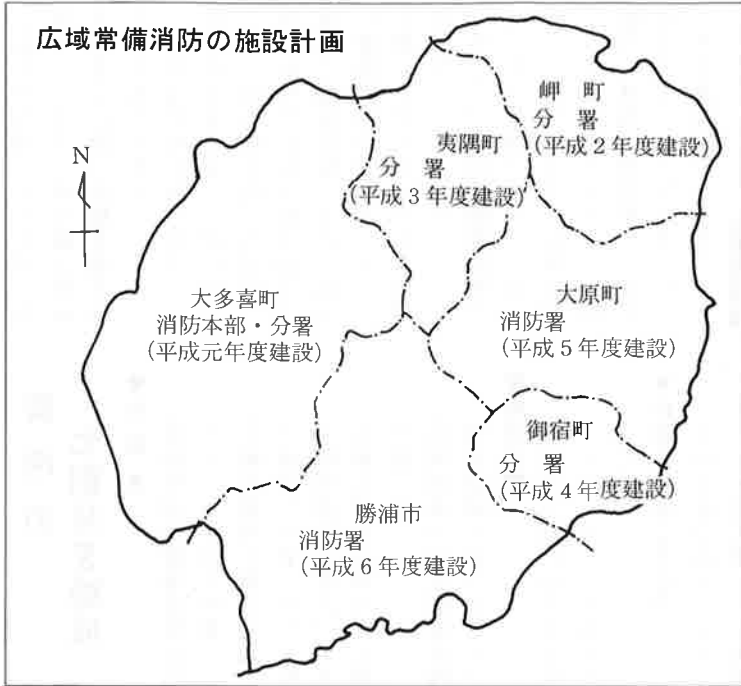 広域常備消防の施設計画
N
岬 町
分 署
(平成2年度建設)
夷隅町
分 署
(平成3年度建設)
大多喜町
消防本部・分署
(平成元年度建設)
大原町
消防署
(平成5年度建設)
御宿町
分 署
(平成4年度建設)
勝浦市
消防署
(平成6年度建設)